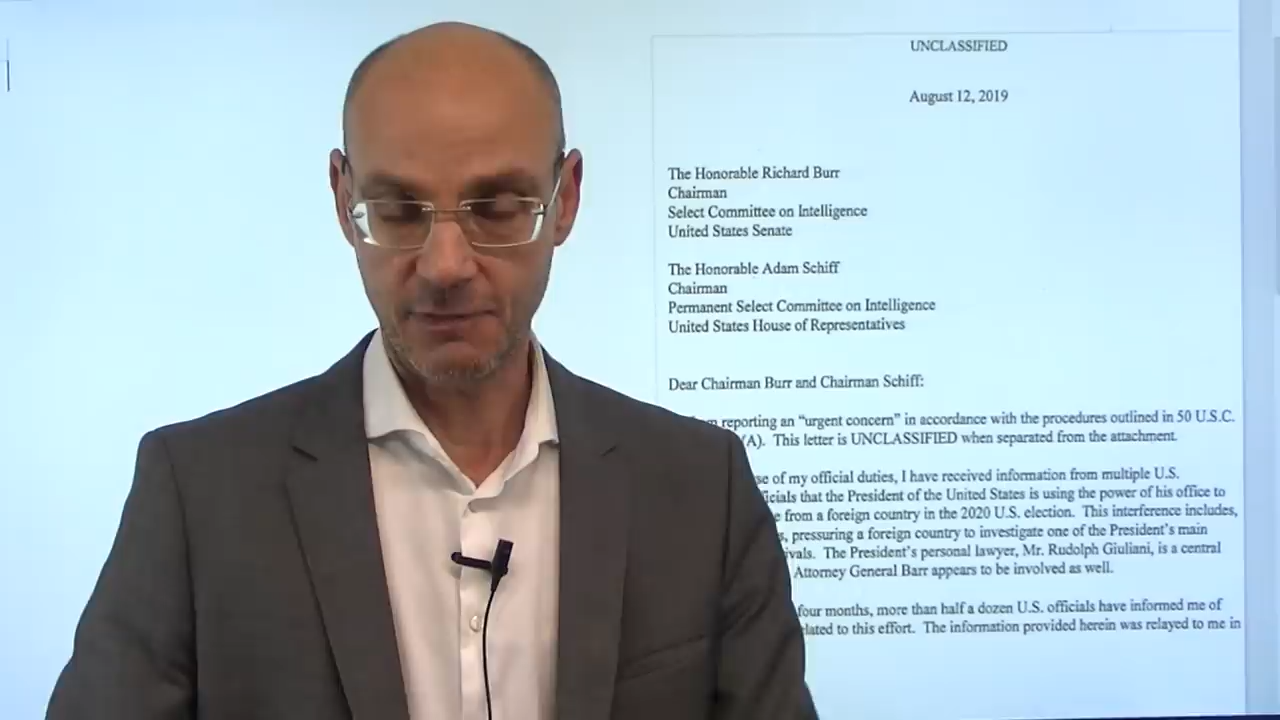 UNCLASSIFIED
August 12, 2019
The Honorable Richard Burr
Chairman
Select Committee on Intelligence
United States Senate
The Honorable Adam Schiff
Chairman
Permanent Select Committee on Intelligence
United States House of Representatives
Dear Chairman Burr and Chairman Schiff:
reporting an “urgent concern” in accordance with the procedures outlined in 50 U.S.C.
(A). This letter is UNCLASSIFIED when separated from the attachment.
se of my official duties, I have received information from multiple U.S.
icials that the President of the United States is using the power of his office to
e from a foreign country in the 2020 U.S. election. This interference includes,
s, pressuring a foreign country to investigate one of the President’s main
ivals. The President’s personal lawyer, Mr. Rudolph Giuliani, is a central
Attorney General Barr appears to be involved as well.
four months, more than half a dozen U.S. officials have informed me of
lated to this effort. The information provided herein was relayed to me in